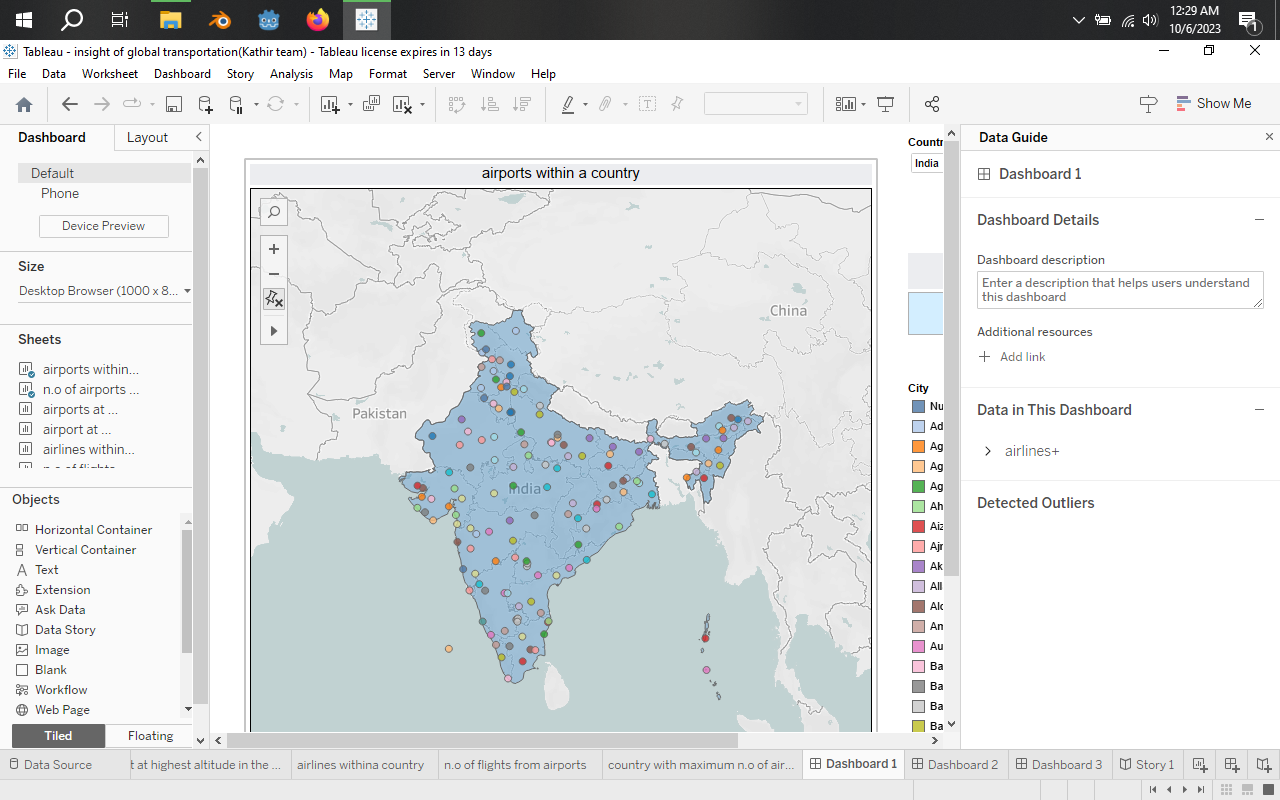 12:29 AM
10/6/2023
1
Tableau - insight of global transportation(Kathir team) - Tableau license expires in 13 days
File Data Worksheet Dashboard Story Analysis Map Format Server Window Help
Show Me
Dashboard Layout
Default
Phone
Device Preview
Size
Desktop Browser (1000 x 8...
Sheets
airports within...
n.o of airports ...
airports at ...
airport at ...
airlines within...
n.o of flights
Objects
Horizontal Container
Vertical Container
Text
Extension
Ask Data
Data Story
Image
Blank
Workflow
Web Page
Tiled Floating
airports within a country
China
Pakistan
India
Countr
India
City
Nu
Ad
Ag
Ag
Ag
Ah
Aiz
Ajn
Ak
All
Alo
Am
Au
Ba
Ba
Ba
Ba
Data Guide
Dashboard 1
Dashboard Details
Dashboard description
Enter a description that helps users understand
this dashboard
Additional resources
Add link
Data in This Dashboard
airlines+
Detected Outliers
Data Source
t at highest altitude in the ...
airlines withina country
n.o of flights from airports
country with maximum n.o of air...
Dashboard 1
Dashboard 2
Dashboard 3
Story 1